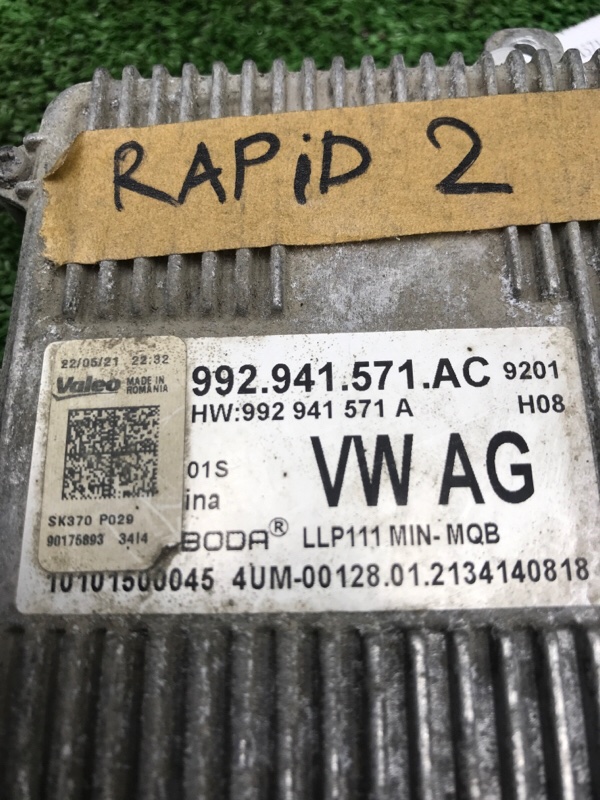 RAPiD 2
22/05/21 22:32
Valeo MADE IN ROMANIA
SK370 P029
90175893 3414
992.941.571.AC 9201
HW:992 941 571 A H08
01S
ina
VW AG
BODA® LLP111 MIN-MQB
10101500045 4UM-00128.01.2134140818